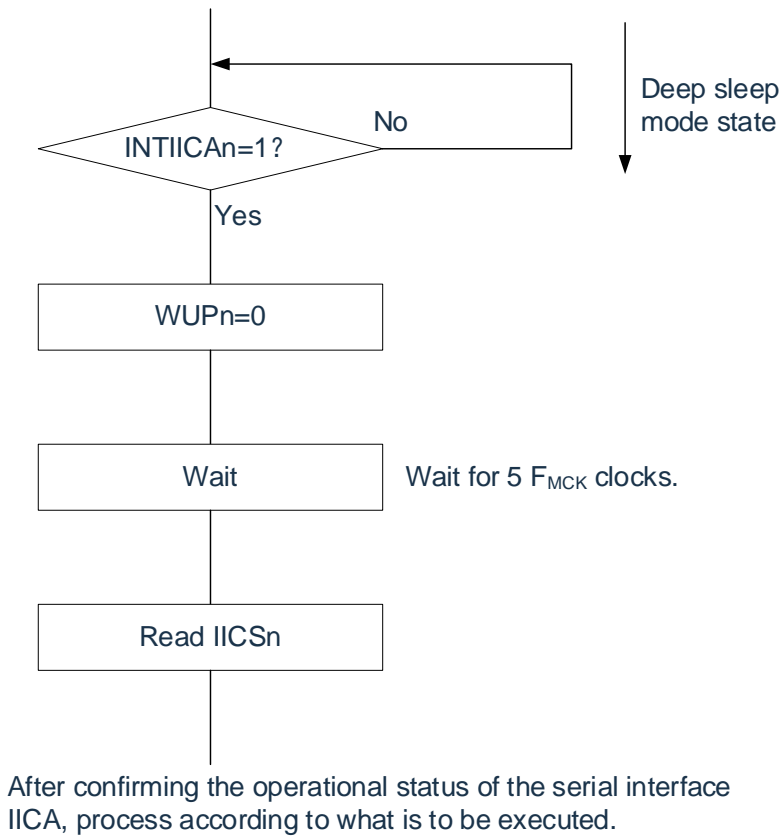 Deep sleep
mode state
No
INTIICAn=1?
Yes
WUPn=0
Wait
Wait for 5 FMCK clocks.
Read IICSn
After confirming the operational status of the serial interface
IICA, process according to what is to be executed.